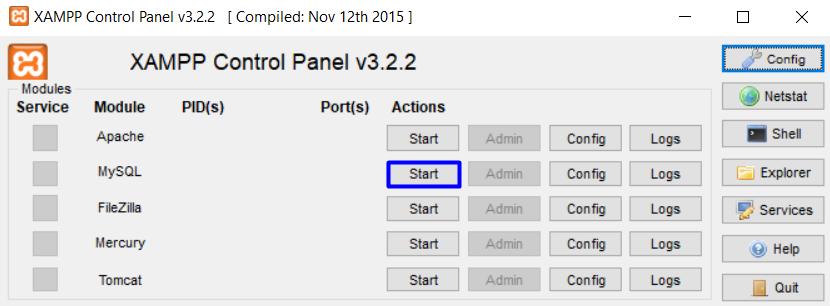 XAMPP Control Panel v3.2.2 [ Compiled: Nov 12th 2015 ]
XAMPP Control Panel v3.2.2
Config
Modules
Service Module PID(s) Port(s) Actions
Netstat
Apache Start Admin Config Logs
Shell
MySQL Start Admin Config Logs
Explorer
FileZilla Start Admin Config Logs
Services
Mercury Start Admin Config Logs
Help
Tomcat Start Admin Config Logs
Quit